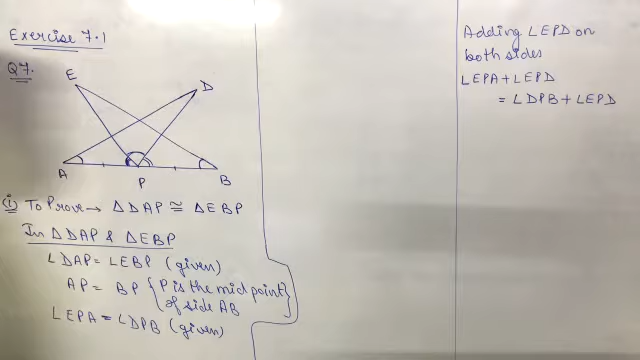 Exercise 7.1
Q7.
E
D
A
P
B
(i) To Prove → ΔDAP ≅ ΔEBP
In ΔDAP & ΔEBP
∠DAP = ∠EBP (given)
AP = BP {P is the mid point
of side AB}
∠EPA = ∠DPB (given)
Adding ∠EPD on
both sides
∠EPA + ∠EPD
= ∠DPB + ∠EPD